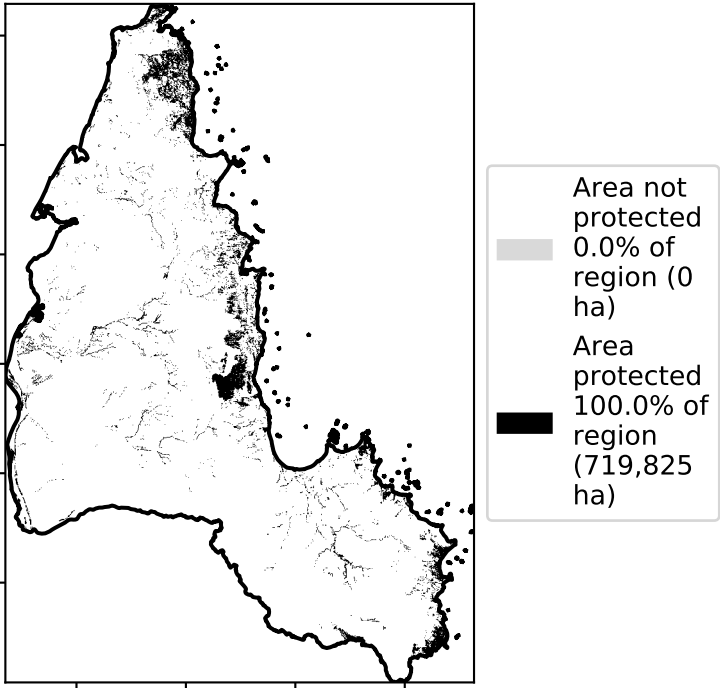 Area not
protected
0.0% of
region (0
ha)
Area
protected
100.0% of
region
(719,825
ha)